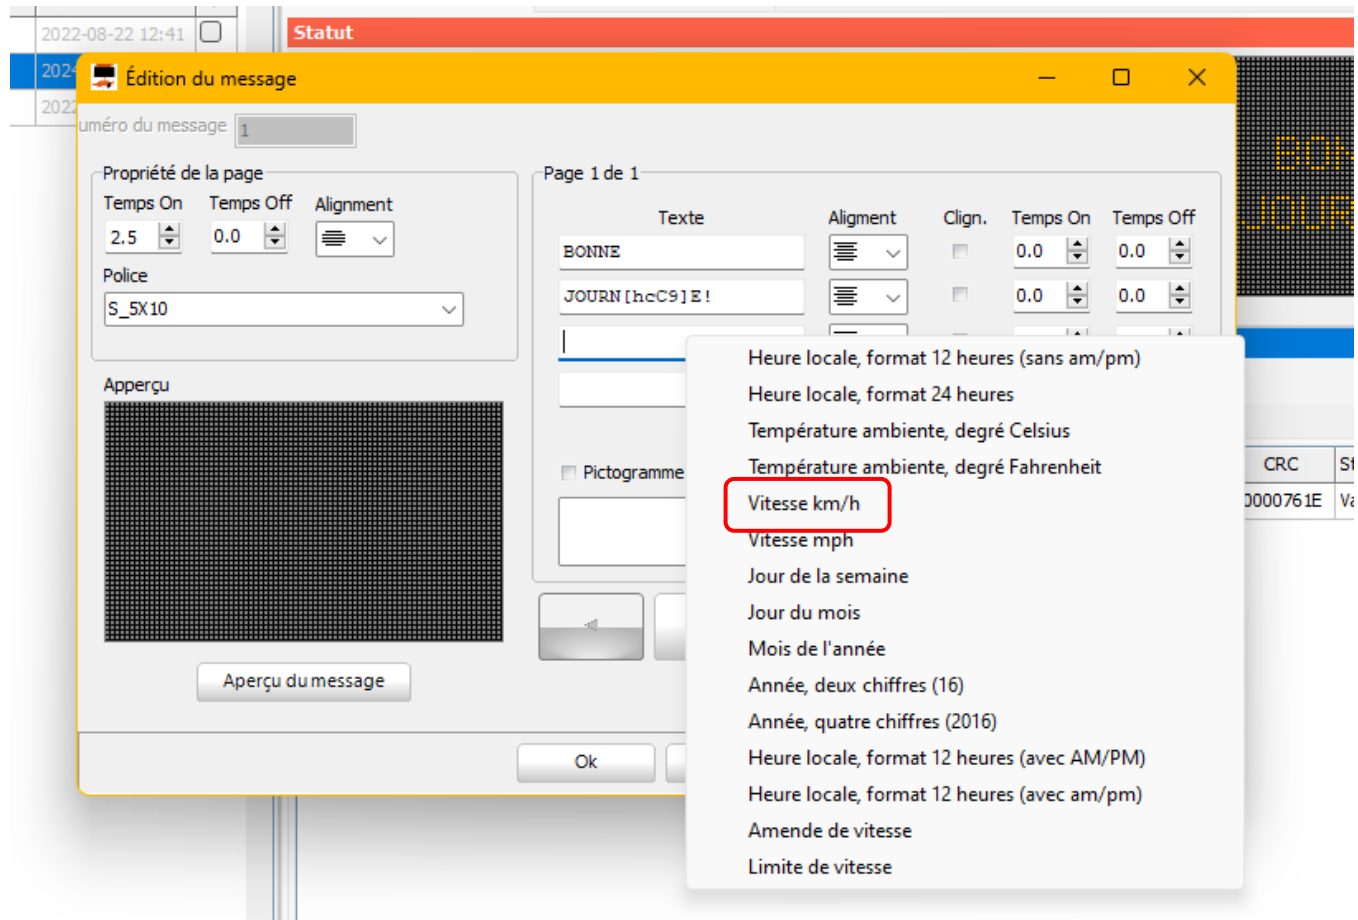 2022-08-22 12:41
Statut
2024
Édition du message
2022
uméro du message 1
Propriété de la page
Temps On Temps Off Alignment
2.5 0.0
Police
S_5X10
Page 1 de 1
Texte Aligment Clign. Temps On Temps Off
BONNE 0.0 0.0
JOURN[hcC9]E! 0.0 0.0
BON
JOUR
Apperçu
Aperçu du message
Pictogramme
Ok
Heure locale, format 12 heures (sans am/pm)
Heure locale, format 24 heures
Température ambiente, degré Celsius
Température ambiente, degré Fahrenheit
Vitesse km/h
Vitesse mph
Jour de la semaine
Jour du mois
Mois de l'année
Année, deux chiffres (16)
Année, quatre chiffres (2016)
Heure locale, format 12 heures (avec AM/PM)
Heure locale, format 12 heures (avec am/pm)
Amende de vitesse
Limite de vitesse
CRC St
0000761E Va